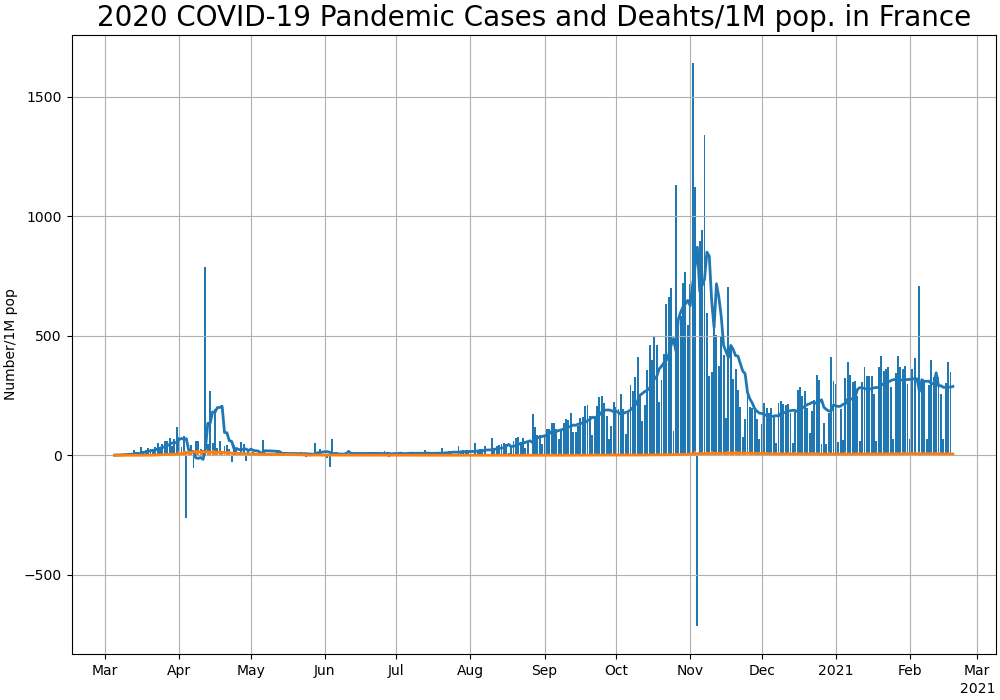 2020 COVID-19 Pandemic Cases and Deahts/1M pop. in France
Number/1M pop
1500
1000
500
0
−500
Mar Apr May Jun Jul Aug Sep Oct Nov Dec 2021 Feb Mar
2021